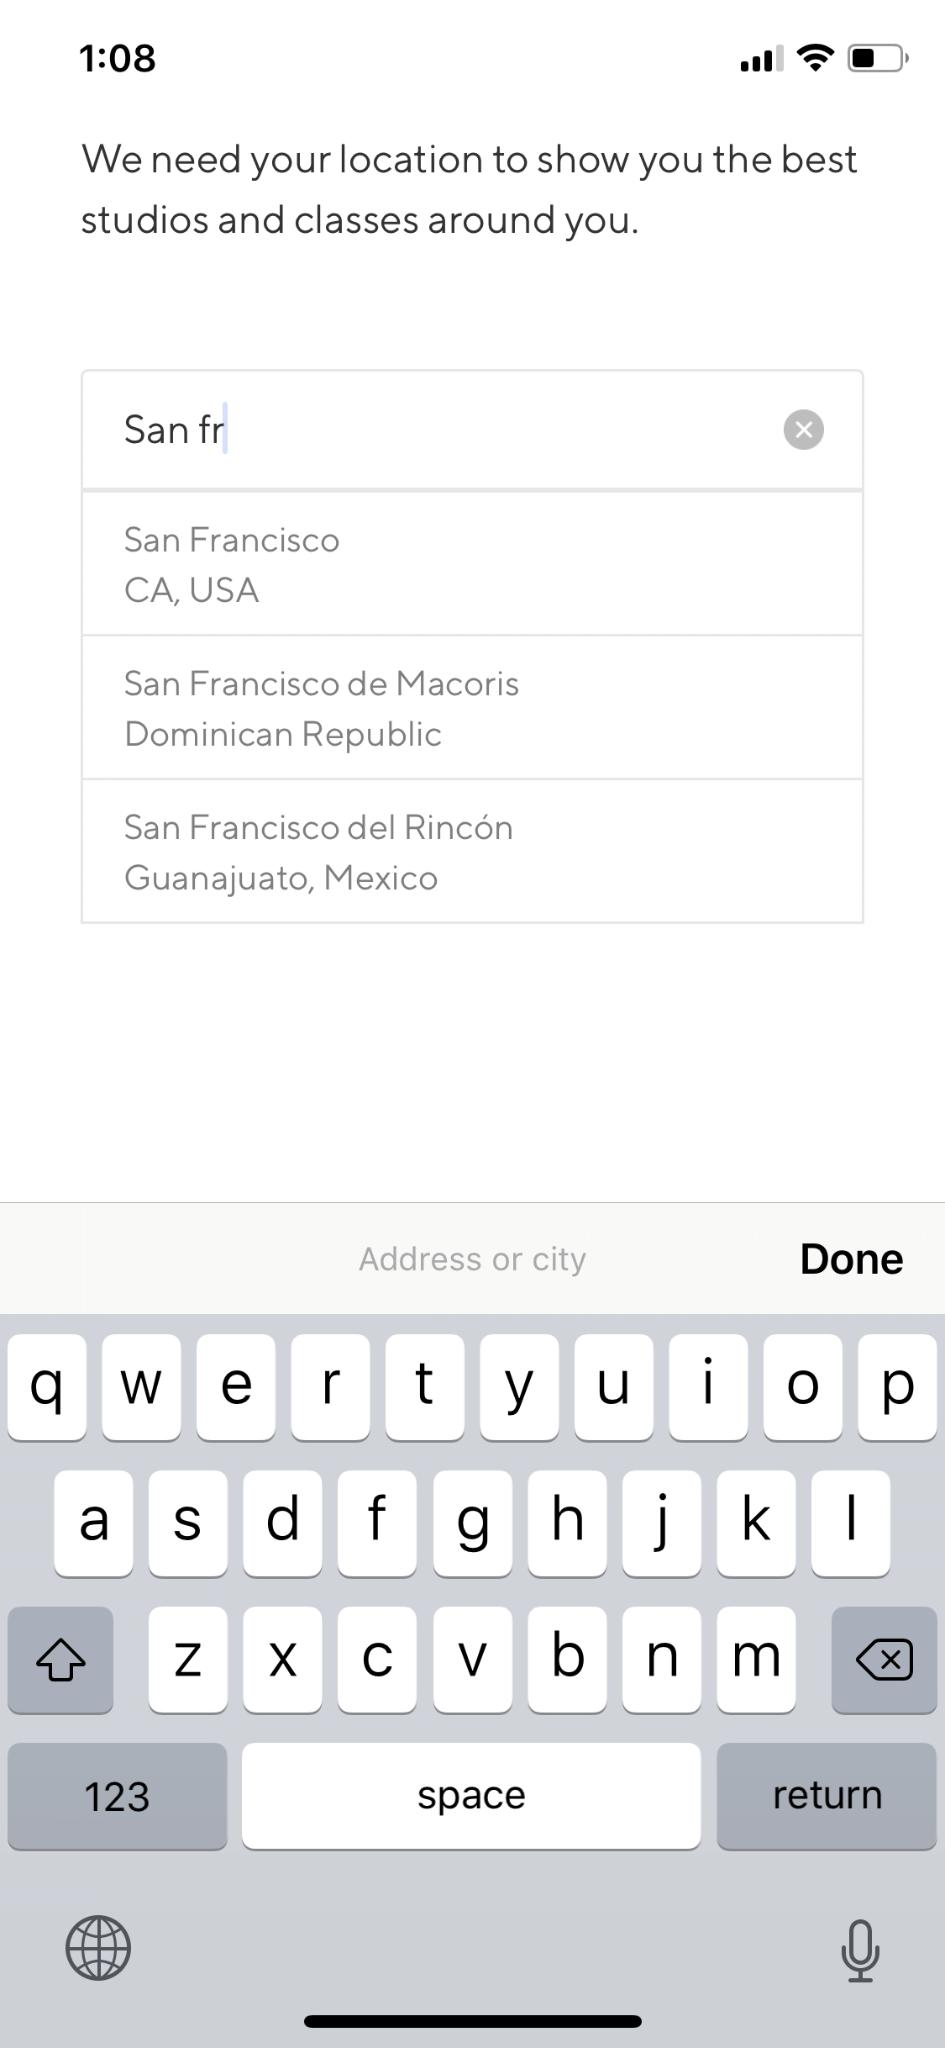 1:08
We need your location to show you the best
studios and classes around you.
San fr
San Francisco
CA, USA
San Francisco de Macoris
Dominican Republic
San Francisco del Rincón
Guanajuato, Mexico
Address or city Done
q w e r t y u i o p
a s d f g h j k l
z x c v b n m
123 space return